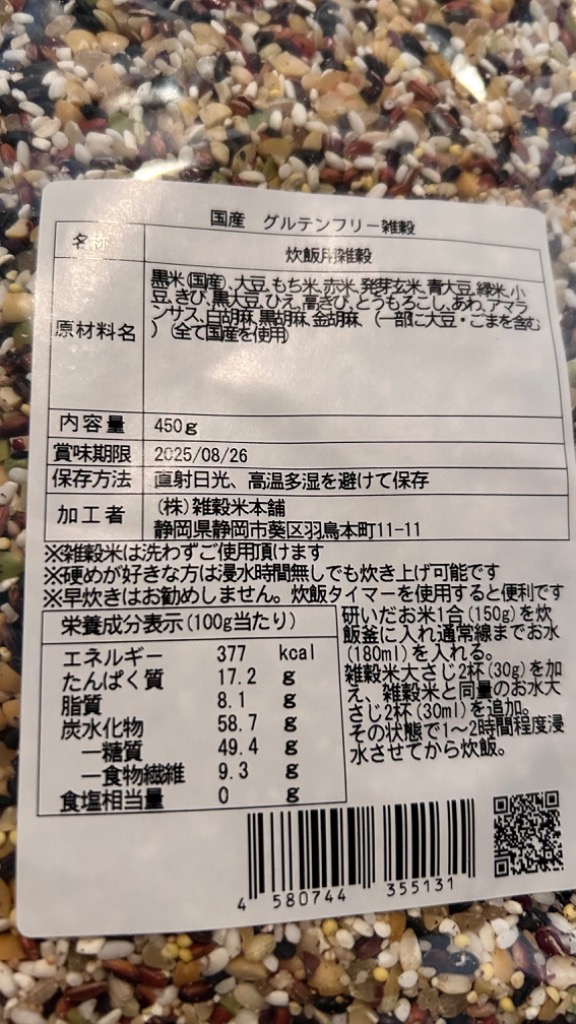 国産 グルテンフリー雑穀
名称 炊飯用雑穀
原材料名
黒米(国産)、大豆、もち米、赤米、発芽玄米、青大豆、緑米、小
豆、きび、黒大豆、ひえ、高きび、とうもろこし、あわ、アマラ
ンサス、白胡麻、黒胡麻、金胡麻、(一部に大豆・ごまを含む
)(全て国産を使用)
内容量 450g
賞味期限 2025/08/26
保存方法 直射日光、高温多湿を避けて保存
加工者
(株)雑穀米本舗
静岡県静岡市葵区羽鳥本町11-11
※雑穀米は洗わずご使用頂けます
※硬めが好きな方は浸水時間無しでも炊き上げ可能です
※早炊きはお勧めしません。炊飯タイマーを使用すると便利です
栄養成分表示(100g当たり)
エネルギー 377 kcal
たんぱく質 17.2 g
脂質 8.1 g
炭水化物 58.7 g
―糖質 49.4 g
―食物繊維 9.3 g
食塩相当量 0 g
研いだお米1合(150g)を炊
飯釜に入れ通常線までお水
(180ml)を入れる。
雑穀米大さじ2杯(30g)を加
え、雑穀米と同量のお水大
さじ2杯(30ml)を追加。
その状態で1~2時間程度浸
水させてから炊飯。
4 580744 355131